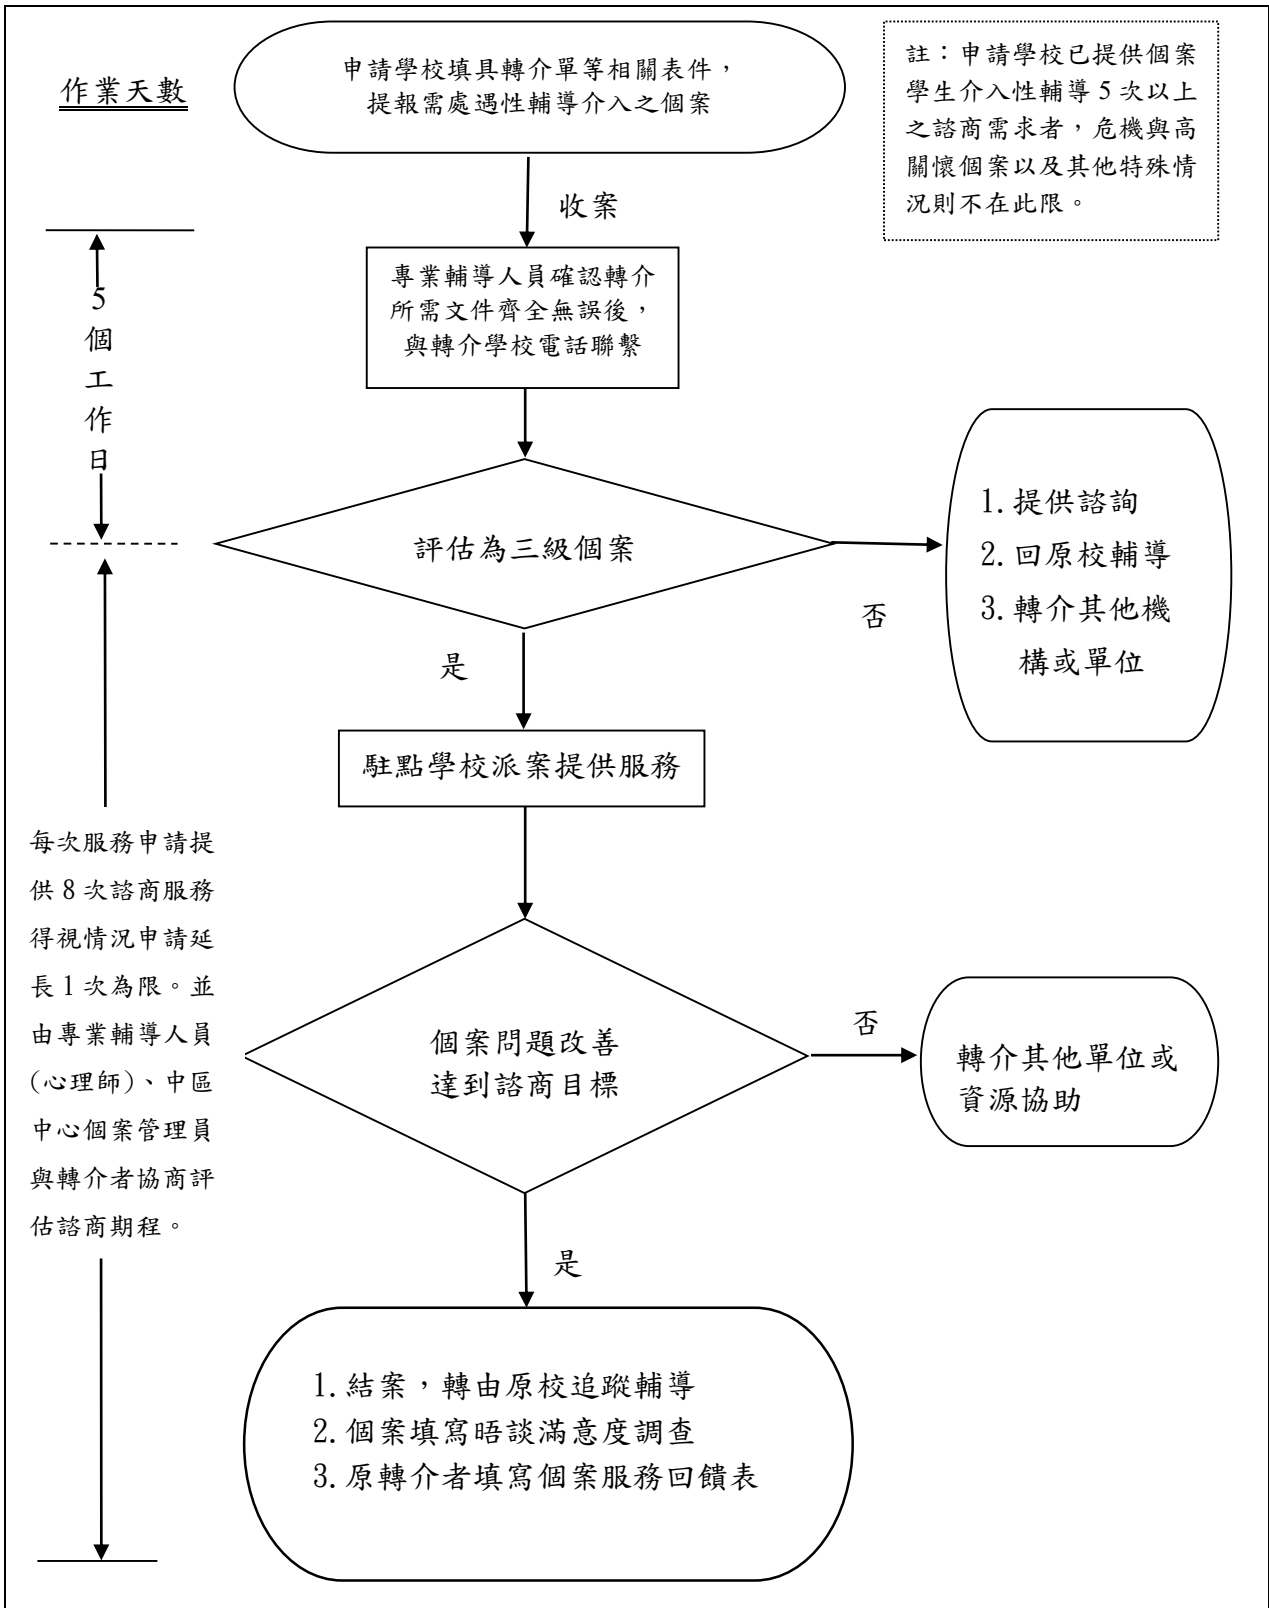 作業天數
申請學校填具轉介單等相關表件，
提報需處遇性輔導介入之個案
註：申請學校已提供個案
學生介入性輔導 5 次以上
之諮商需求者，危機與高
關懷個案以及其他特殊情
況則不在此限。
收案
專業輔導人員確認轉介
所需文件齊全無誤後，
與轉介學校電話聯繫
5
個
工
作
日
評估為三級個案
否
1.提供諮詢
2.回原校輔導
3.轉介其他機
構或單位
是
駐點學校派案提供服務
每次服務申請提
供 8 次諮商服務
得視情況申請延
長 1 次為限。並
由專業輔導人員
(心理師)、中區
中心個案管理員
與轉介者協商評
估諮商期程。
個案問題改善
達到諮商目標
否
轉介其他單位或
資源協助
是
1.結案，轉由原校追蹤輔導
2.個案填寫晤談滿意度調查
3.原轉介者填寫個案服務回饋表